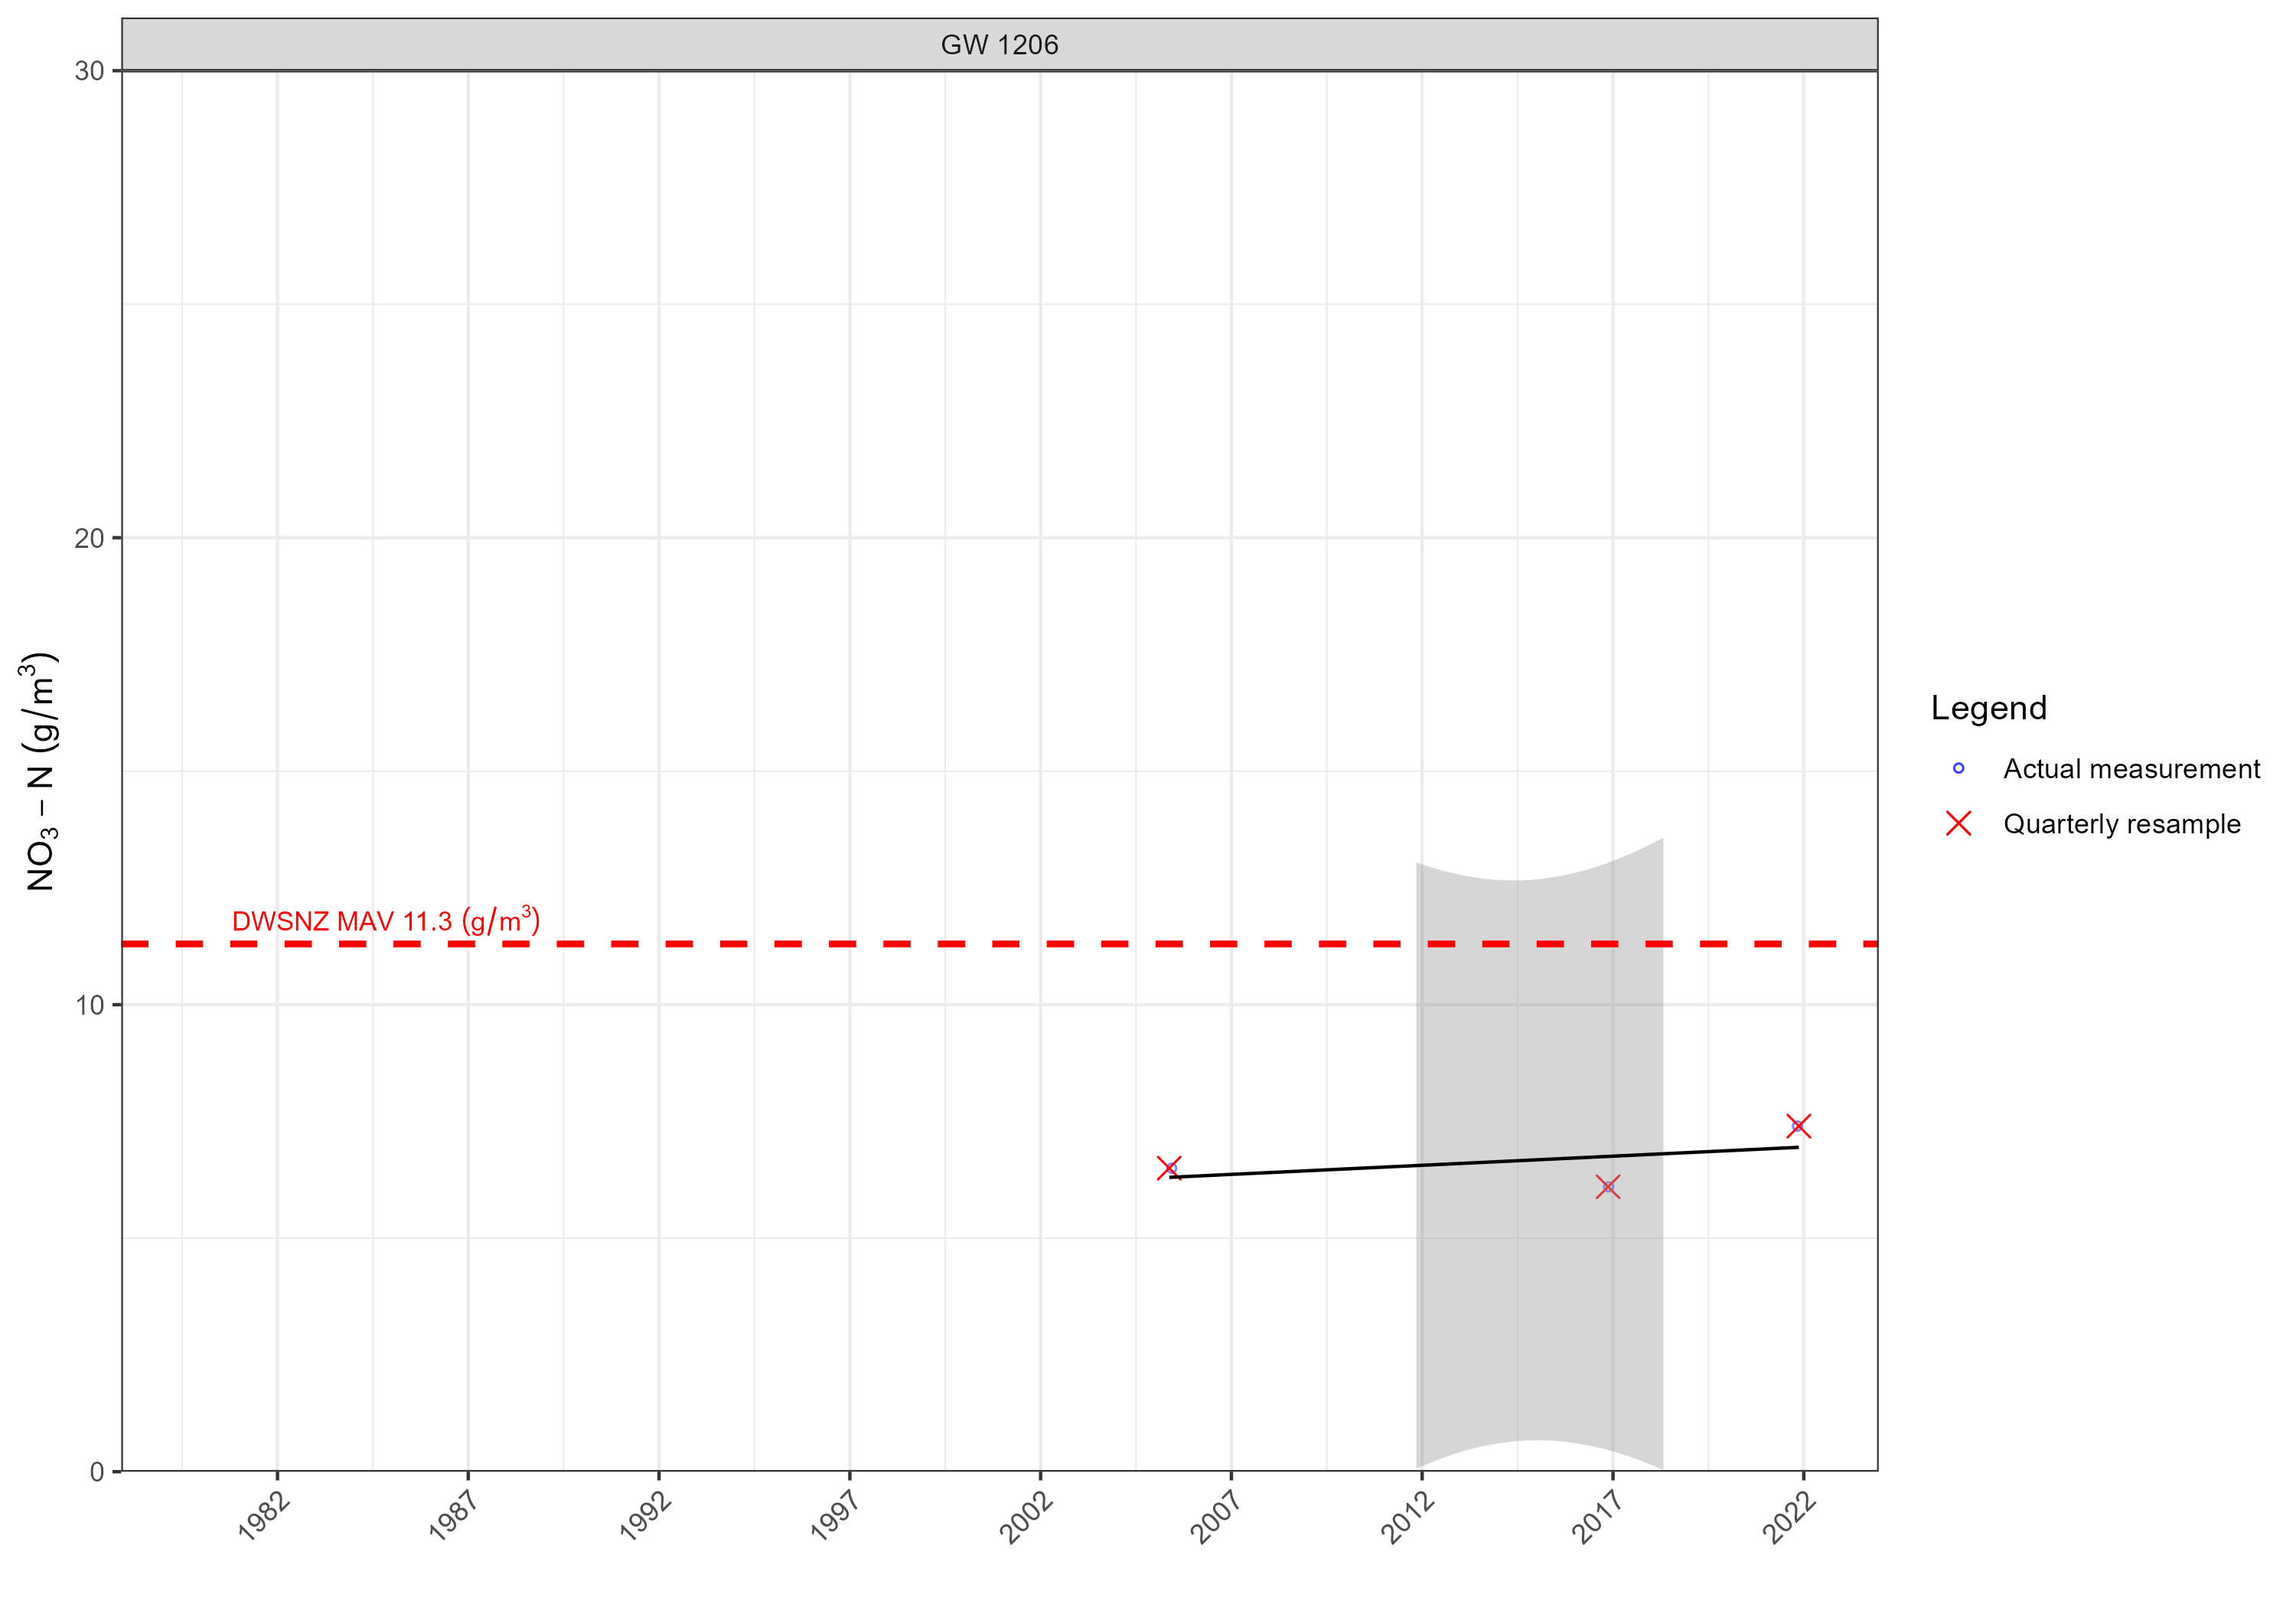 GW 1206
30
20
10
0
NO₃ – N (g/m³)
DWSNZ MAV 11.3 (g/m³)
1982
1987
1992
1997
2002
2007
2012
2017
2022
Legend
Actual measurement
Quarterly resample